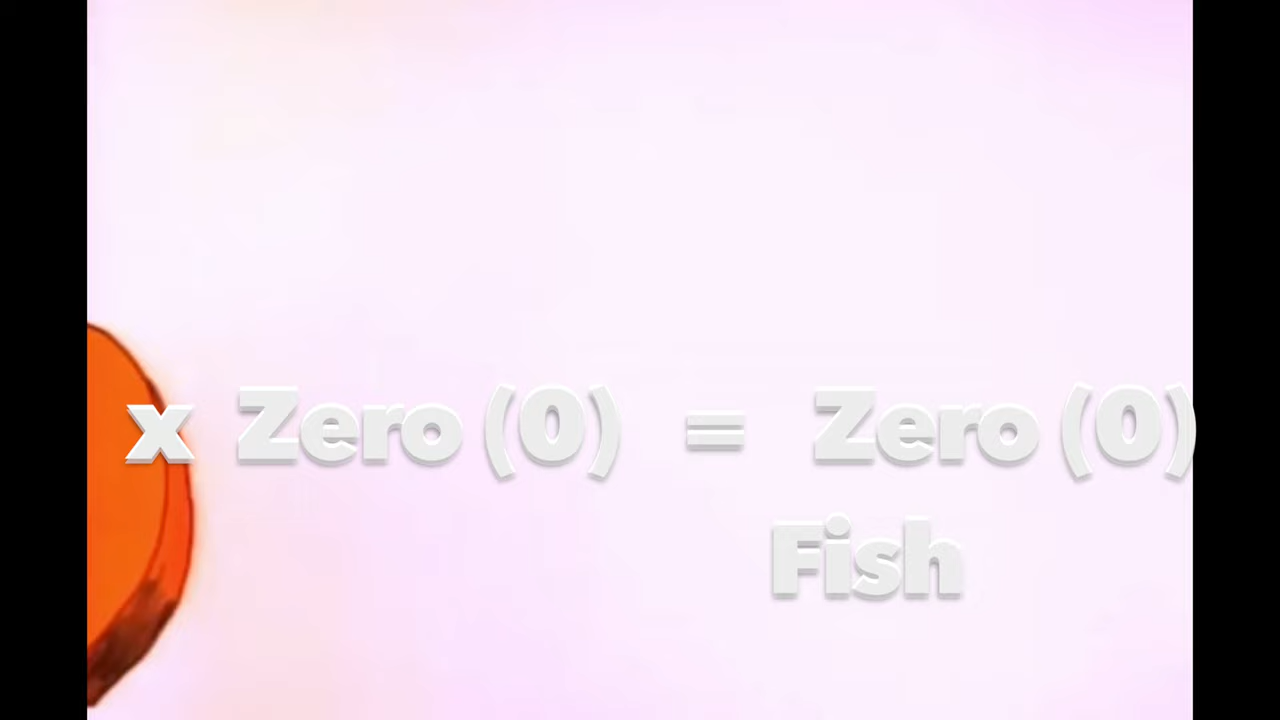 x Zero (0) = Zero (0)
Fish